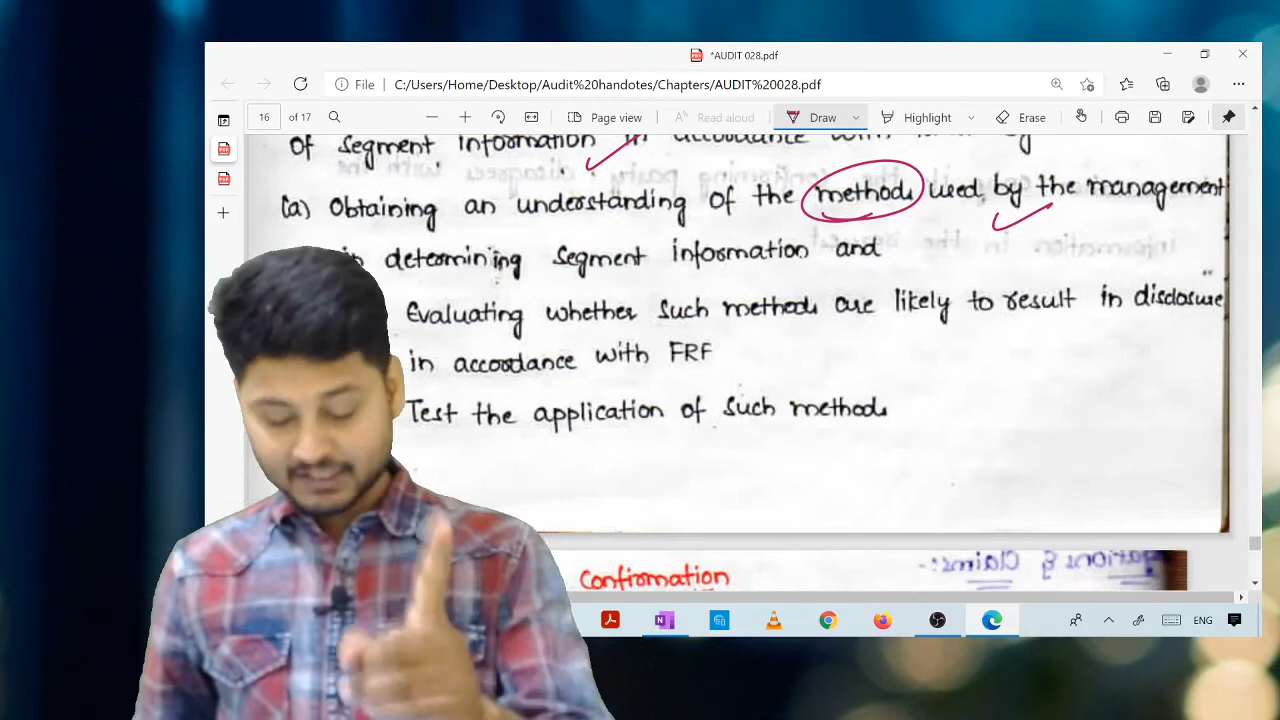 *AUDIT 028.pdf
File C:/Users/Home/Desktop/Audit%20handotes/Chapters/AUDIT%20028.pdf
16 of 17 Page view Read aloud Draw Highlight Erase
of segment information in accordance with by
(a) Obtaining an understanding of the methods used by the management
determining segment information and
Evaluating whether such methods are likely to result in disclosure
in accordance with FRF
Test the application of such methods
Confirmation
ENG